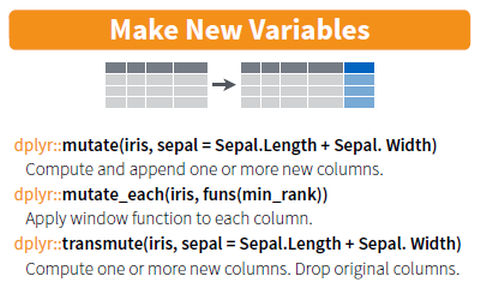 Make New Variables
dplyr::mutate(iris, sepal = Sepal.Length + Sepal. Width)
Compute and append one or more new columns.
dplyr::mutate_each(iris, funs(min_rank))
Apply window function to each column.
dplyr::transmute(iris, sepal = Sepal.Length + Sepal. Width)
Compute one or more new columns. Drop original columns.